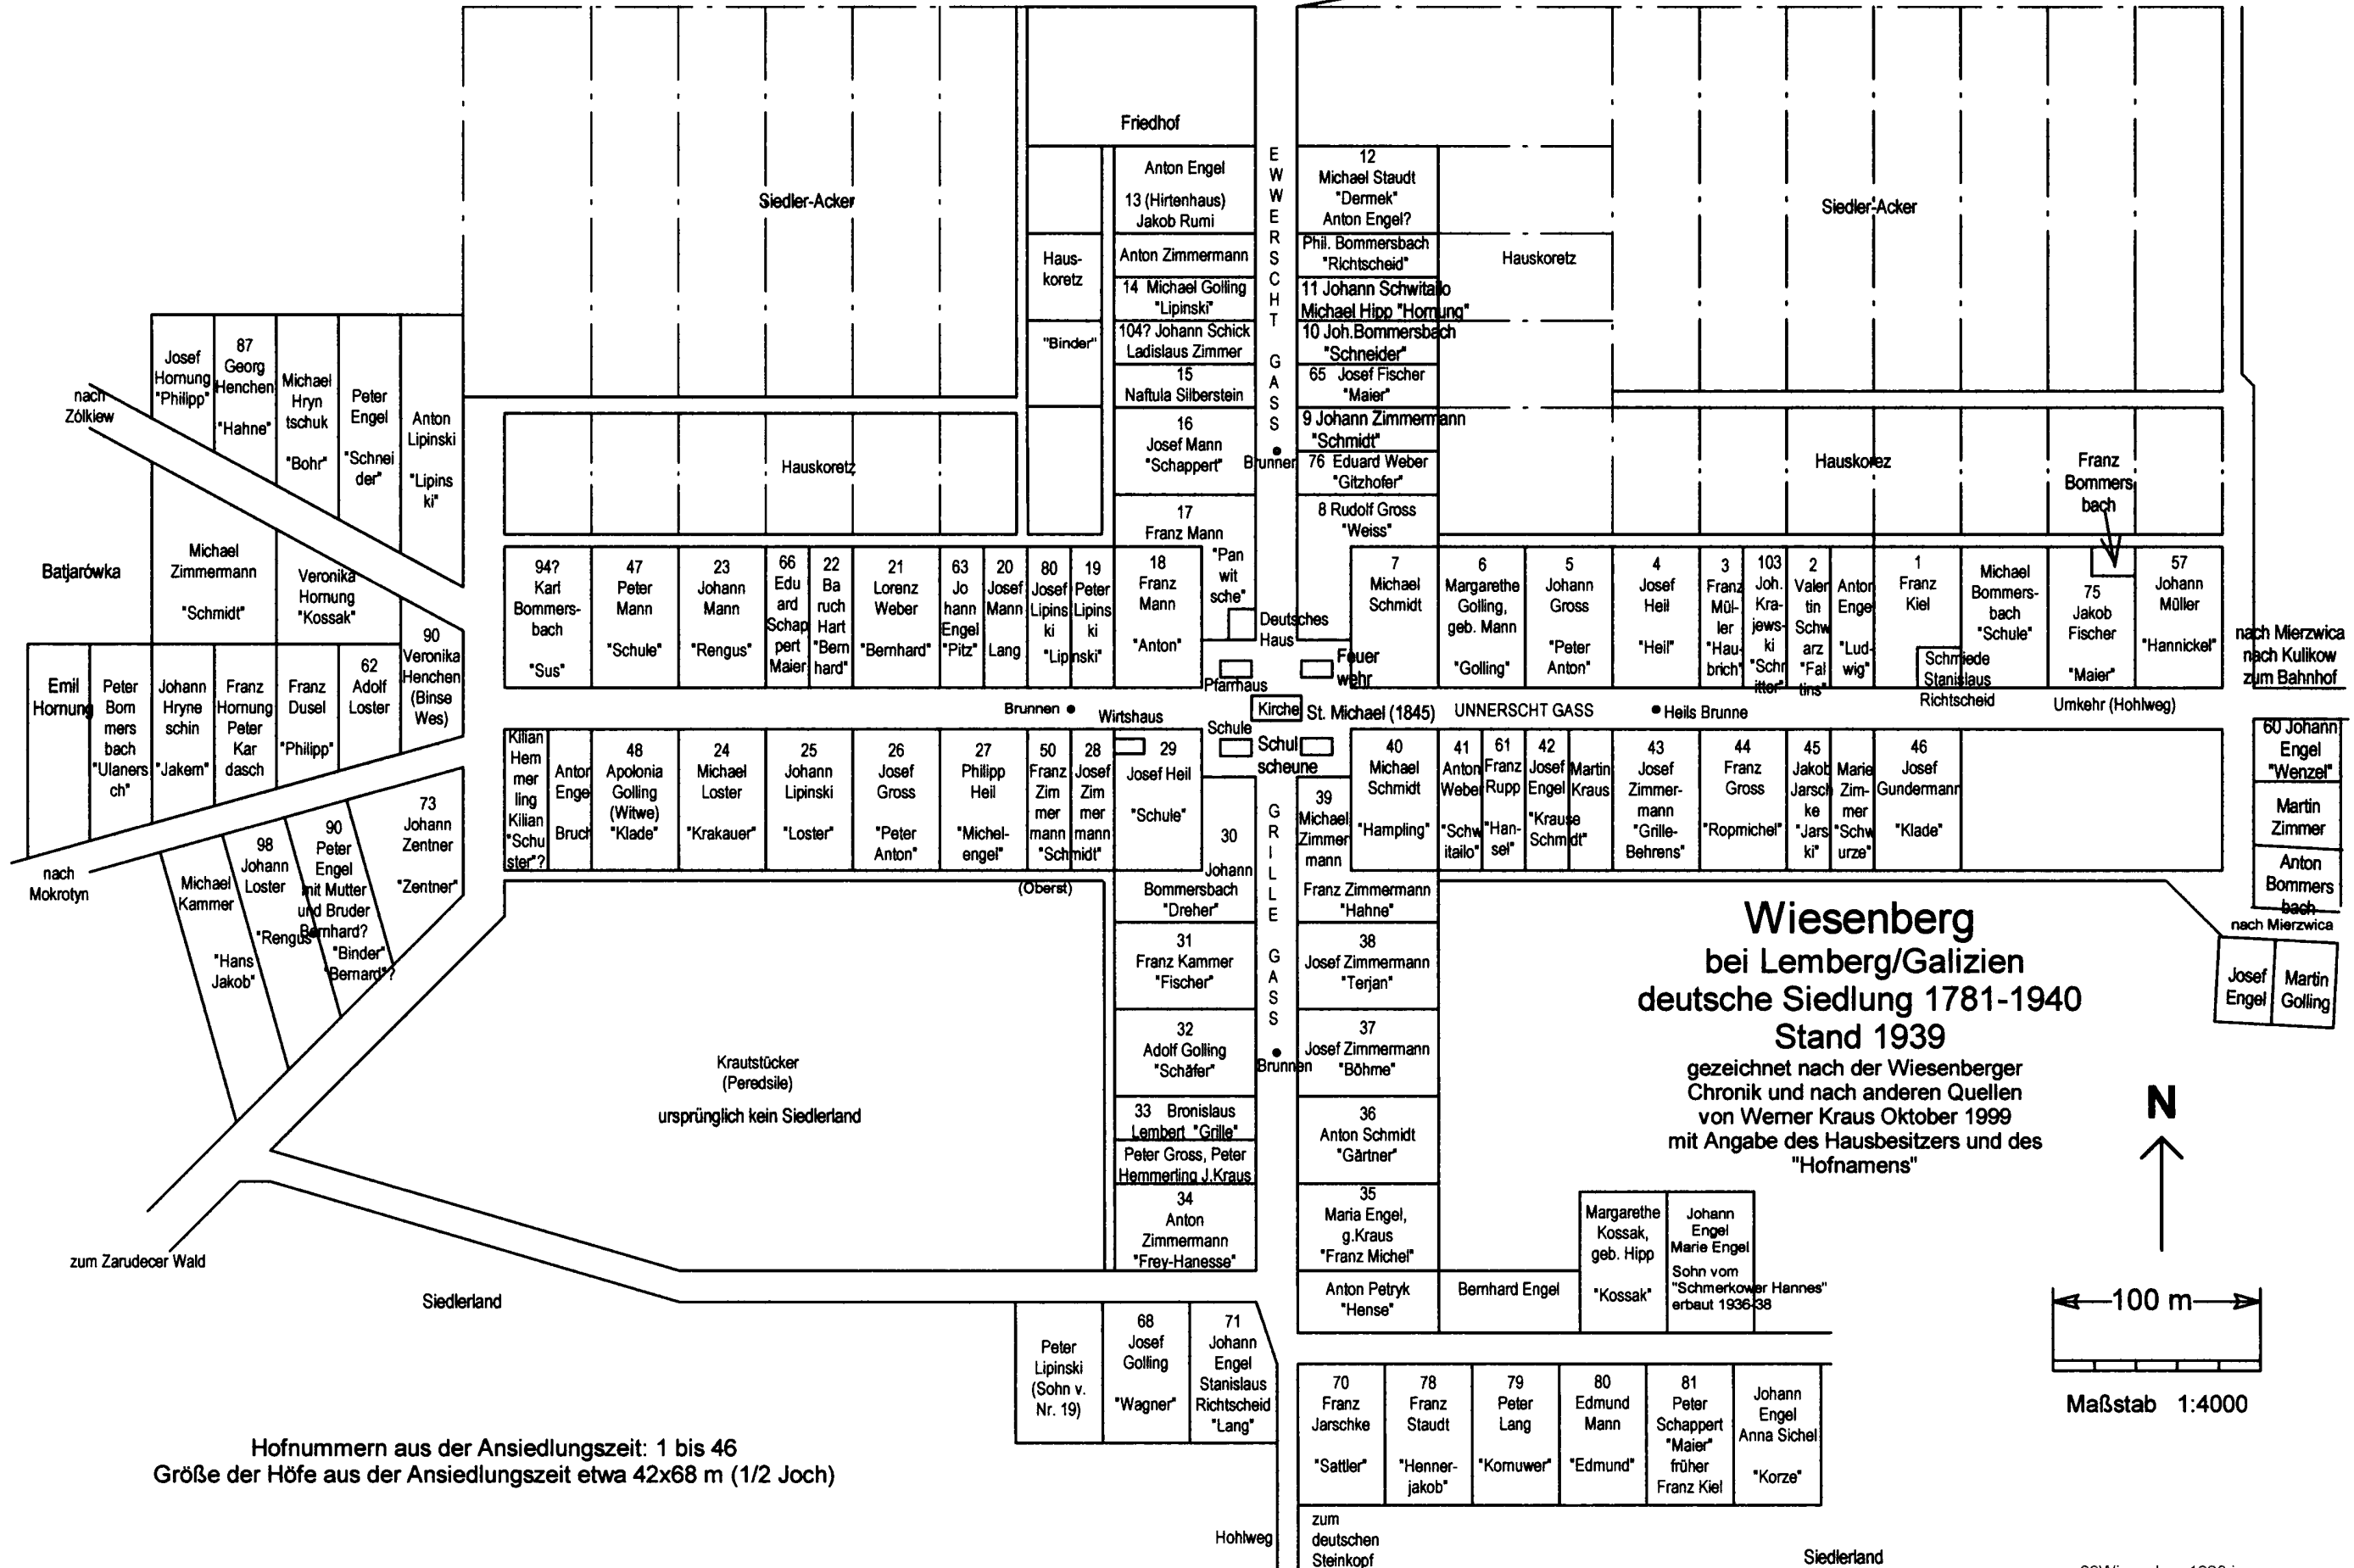 Friedhof
Siedler-Acker
Siedler-Acker
EWWERSCHT GASS
Anton Engel
13 (Hirtenhaus)
Jakob Rumi
Anton Zimmermann
14 Michael Golling
"Lipinski"
104? Johann Schick
Ladislaus Zimmer
15
Naftula Silberstein
16
Josef Mann
"Schappert"
17
Franz Mann
"Pan
wit
sche"
Haus-
koretz
"Binder"
12
Michael Staudt
"Dermek"
Anton Engel?
Phil. Bommersbach
"Richtscheid"
11 Johann Schwitallo
Michael Hipp "Hornung"
10 Joh.Bommersbach
"Schneider"
65 Josef Fischer
"Maier"
9 Johann Zimmermann
"Schmidt"
76 Eduard Weber
"Gitzhofer"
8 Rudolf Gross
"Weiss"
Brunnen
Hauskoretz
Hauskoretz
Hauskorez
Franz
Bommers
bach
nach
Zólkiew
Josef
Hornung
"Philipp"
87
Georg
Henchen
"Hahne"
Michael
Hryn
tschuk
"Bohr"
Peter
Engel
"Schnei
der"
Anton
Lipinski
"Lipins
ki"
Batjarówka
Michael
Zimmermann
"Schmidt"
Veronika
Hornung
"Kossak"
90
Veronika
Henchen
(Binse
Wes)
Emil
Hornung
Peter
Bom
mers
bach
"Ulaners
ch"
Johann
Hryne
schin
"Jakem"
Franz
Hornung
Peter
Kar
dasch
Franz
Dusel
"Philipp"
62
Adolf
Loster
94?
Karl
Bommers-
bach
"Sus"
47
Peter
Mann
"Schule"
23
Johann
Mann
"Rengus"
66
Edu
ard
Schap
pert
Maier
22
Ba
ruch
Hart
"Bern
hard"
21
Lorenz
Weber
"Bernhard"
63
Jo
hann
Engel
"Pitz"
20
Josef
Mann
Lang
80
Josef
Lipins
ki
19
Peter
Lipins
ki
"Lipinski"
18
Franz
Mann
"Anton"
Deutsches
Haus
Pfarrhaus
Feuer
wehr
7
Michael
Schmidt
6
Margarethe
Golling,
geb. Mann
"Golling"
5
Johann
Gross
"Peter
Anton"
4
Josef
Heil
"Heil"
3
Franz
Mül-
ler
"Hau-
brich"
103
Joh.
Kra-
jews-
ki
"Schr
itter"
2
Valen
tin
Schw
arz
"Fal
tins"
Anton
Engel
"Lud-
wig"
1
Franz
Kiel
Schmiede
Stanislaus
Richtscheid
Michael
Bommers-
bach
"Schule"
75
Jakob
Fischer
"Maier"
57
Johann
Müller
"Hannickel"
nach Mierzwica
nach Kulikow
zum Bahnhof
Brunnen
Wirtshaus
Kirche
St. Michael (1845)
UNNERSCHT GASS
Heils Brunne
Umkehr (Hohlweg)
Schule
Schul
scheune
Kilian
Hem
mer
ling
Kilian
"Schu
ster"?
Anton
Engel
Bruch
48
Apolonia
Golling
(Witwe)
"Klade"
24
Michael
Loster
"Krakauer"
25
Johann
Lipinski
"Loster"
26
Josef
Gross
"Peter
Anton"
27
Philipp
Heil
"Michel-
engel"
50
Franz
Zim
mer
mann
28
Josef
Zim
mer
mann
"Schmidt"
(Oberst)
29
Josef Heil
"Schule"
40
Michael
Schmidt
"Hampling"
41
Anton
Weber
"Schw
itailo"
61
Franz
Rupp
"Han-
sel"
42
Josef
Engel
Martin
Kraus
"Krause
Schmidt"
43
Josef
Zimmer-
mann
"Grille-
Behrens"
44
Franz
Gross
"Ropmichel"
45
Jakob
Jarsch
ke
"Jars
ki"
Marie
Zim-
mer
"Schw
urze"
46
Josef
Gundermann
"Klade"
60 Johann
Engel
"Wenzel"
Martin
Zimmer
Anton
Bommers
bach
nach Mierzwica
Josef
Engel
Martin
Golling
nach
Mokrotyn
Michael
Kammer
"Hans
Jakob"
98
Johann
Loster
"Rengus"
90
Peter
Engel
mit Mutter
und Bruder
Bernhard?
"Binder"
"Bernard"?
73
Johann
Zentner
"Zentner"
GRILLE GASS
30
Johann
Bommersbach
"Dreher"
31
Franz Kammer
"Fischer"
32
Adolf Golling
"Schäfer"
33 Bronislaus
Lembert "Grille"
Peter Gross, Peter
Hemmerling J.Kraus
34
Anton
Zimmermann
"Frey-Hanesse"
39
Michael
Zimmer
mann
Franz Zimmermann
"Hahne"
38
Josef Zimmermann
"Terjan"
37
Josef Zimmermann
"Böhme"
Brunnen
36
Anton Schmidt
"Gärtner"
35
Maria Engel,
g.Kraus
"Franz Michel"
Anton Petryk
"Hense"
Bernhard Engel
Margarethe
Kossak,
geb. Hipp
"Kossak"
Johann
Engel
Marie Engel
Sohn vom
"Schmerkower Hannes"
erbaut 1936-38
Krautstücker
(Peredsile)
ursprünglich kein Siedlerland
Wiesenberg
bei Lemberg/Galizien
deutsche Siedlung 1781-1940
Stand 1939
gezeichnet nach der Wiesenberger
Chronik und nach anderen Quellen
von Werner Kraus Oktober 1999
mit Angabe des Hausbesitzers und des
"Hofnamens"
N
100 m
Maßstab 1:4000
zum Zarudecer Wald
Siedlerland
Peter
Lipinski
(Sohn v.
Nr. 19)
68
Josef
Golling
"Wagner"
71
Johann
Engel
Stanislaus
Richtscheid
"Lang"
70
Franz
Jarschke
"Sattler"
78
Franz
Staudt
"Henner-
jakob"
79
Peter
Lang
"Kornuwer"
80
Edmund
Mann
"Edmund"
81
Peter
Schappert
"Maier"
früher
Franz Kiel
Johann
Engel
Anna Sichel
"Korze"
Hofnummern aus der Ansiedlungszeit: 1 bis 46
Größe der Höfe aus der Ansiedlungszeit etwa 42x68 m (1/2 Joch)
Hohlweg
zum
deutschen
Steinkopf
Siedlerland